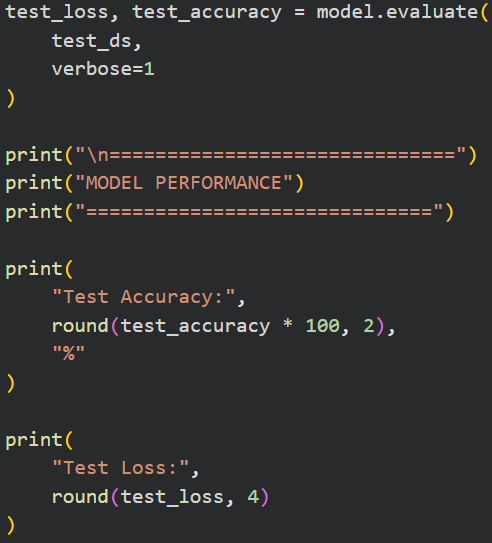 test_loss, test_accuracy = model.evaluate(
    test_ds,
    verbose=1
)

print("\n==============================")
print("MODEL PERFORMANCE")
print("==============================")

print(
    "Test Accuracy:",
    round(test_accuracy * 100, 2),
    "%"
)

print(
    "Test Loss:",
    round(test_loss, 4)
)